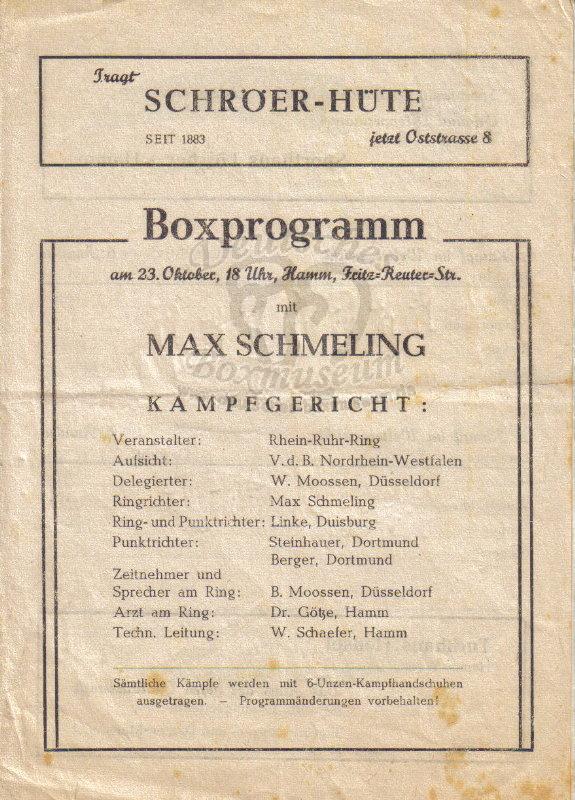 Tragt
SCHRÖER-HÜTE
SEIT 1883 jetzt Oststrasse 8
Boxprogramm
am 23. Oktober, 18 Uhr, Hamm, Fritz=Reuter=Str.
mit
MAX SCHMELING
Deutsches
Boxmuseum
KAMPFGERICHT:
Veranstalter: Rhein-Ruhr-Ring
Aufsicht: V. d. B. Nordrhein-Westfalen
Delegierter: W. Moossen, Düsseldorf
Ringrichter: Max Schmeling
Ring- und Punktrichter: Linke, Duisburg
Punktrichter: Steinhauer, Dortmund
Berger, Dortmund
Zeitnehmer und
Sprecher am Ring: B. Moossen, Düsseldorf
Arzt am Ring: Dr. Götze, Hamm
Techn. Leitung: W. Schaefer, Hamm
Sämtliche Kämpfe werden mit 6-Unzen-Kampfhandschuhen
ausgetragen. – Programmänderungen vorbehalten!